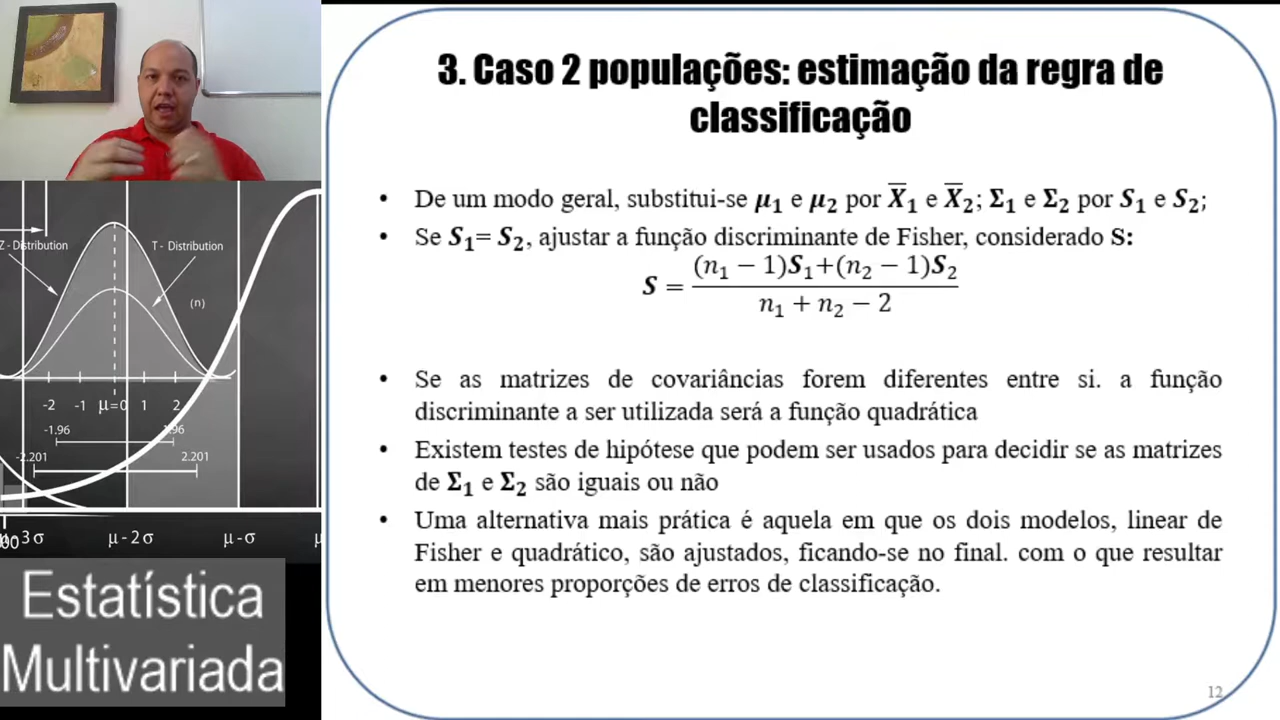 3. Caso 2 populações: estimação da regra de
classificação
• De um modo geral, substitui-se μ₁ e μ₂ por X̅₁ e X̅₂; Σ₁ e Σ₂ por S₁ e S₂;
• Se S₁= S₂, ajustar a função discriminante de Fisher, considerado S:
S = (n₁ − 1)S₁+(n₂ − 1)S₂
n₁ + n₂ − 2
• Se as matrizes de covariâncias forem diferentes entre si. a função
discriminante a ser utilizada será a função quadrática
• Existem testes de hipótese que podem ser usados para decidir se as matrizes
de Σ₁ e Σ₂ são iguais ou não
• Uma alternativa mais prática é aquela em que os dois modelos, linear de
Fisher e quadrático, são ajustados, ficando-se no final. com o que resultar
em menores proporções de erros de classificação.
12
Z - Distribution
T - Distribution
(n)
-2 -1 μ=0 1 2
-1.96
-2.201 2.201
μ-3σ μ-2σ μ-σ
Estatística
Multivariada